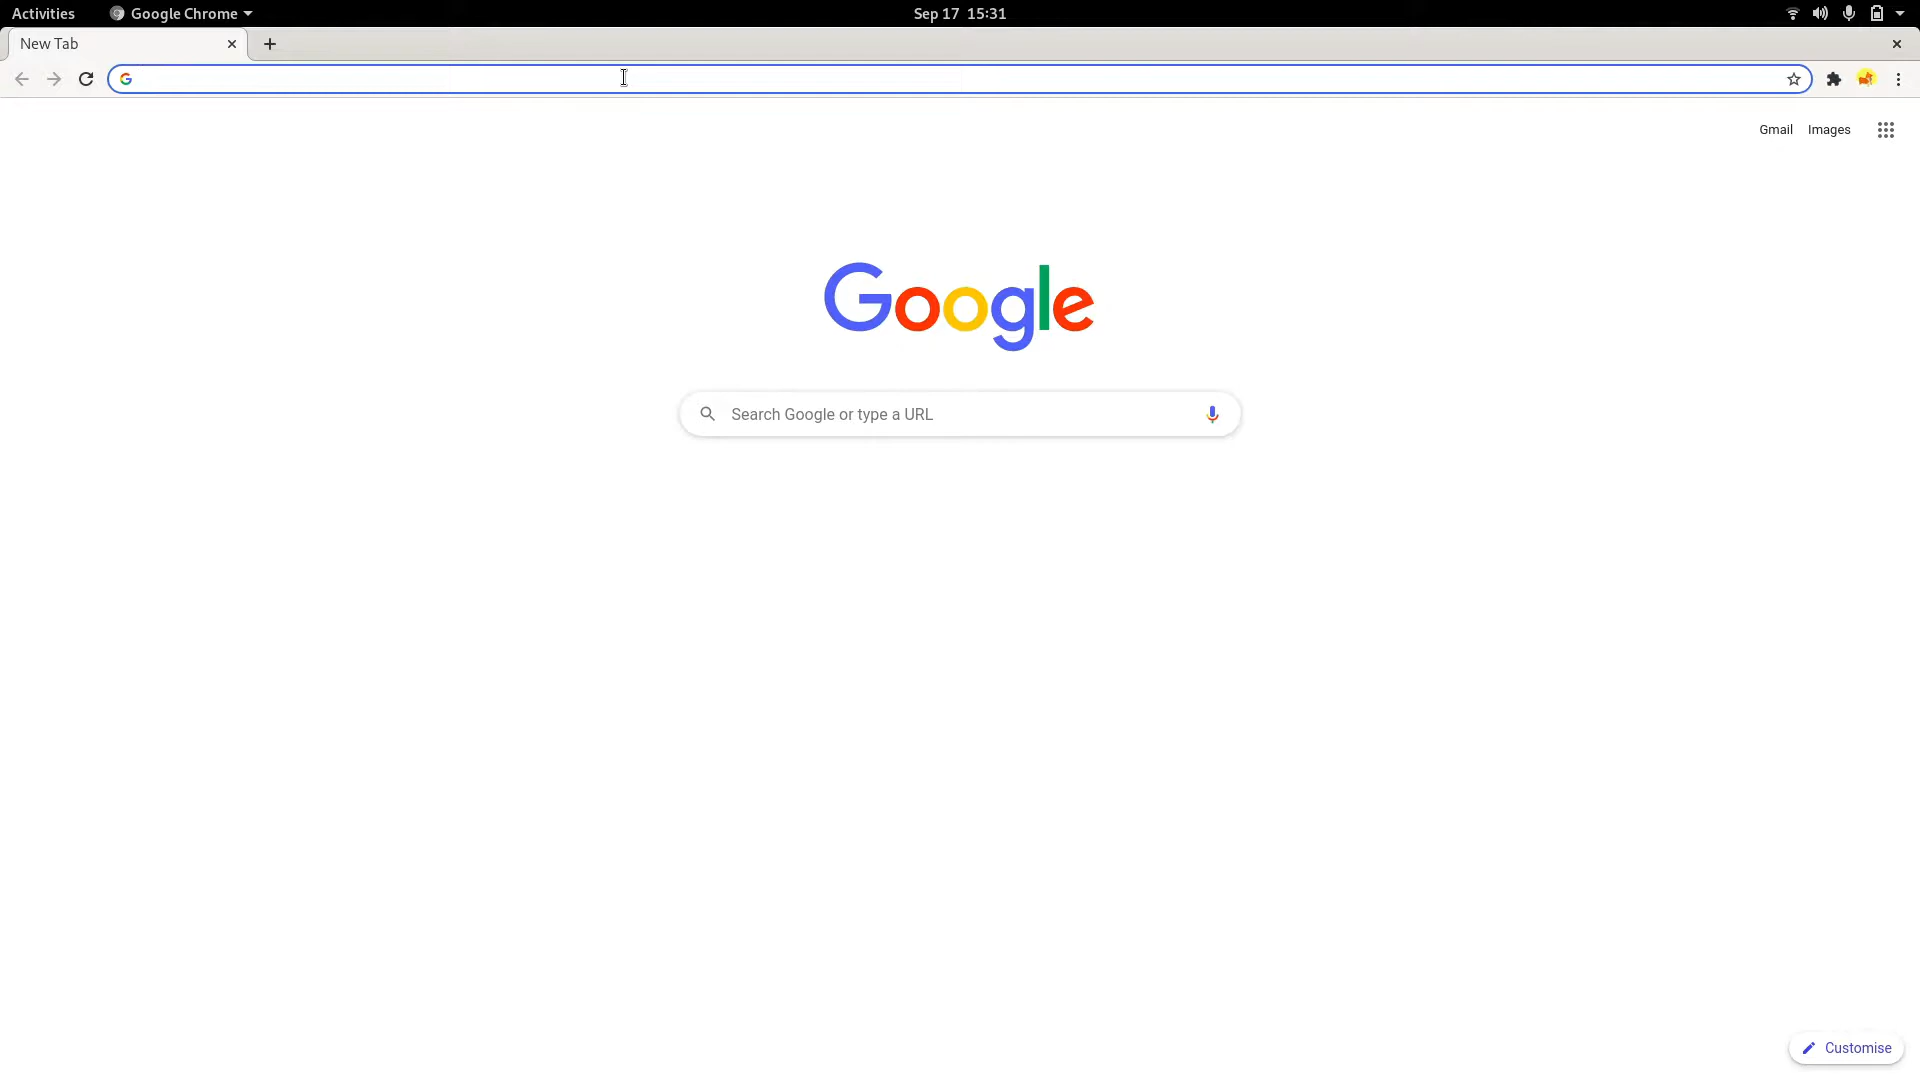 Activities
Google Chrome
Sep 17 15:31
New Tab
Gmail
Images
Google
Search Google or type a URL
Customise